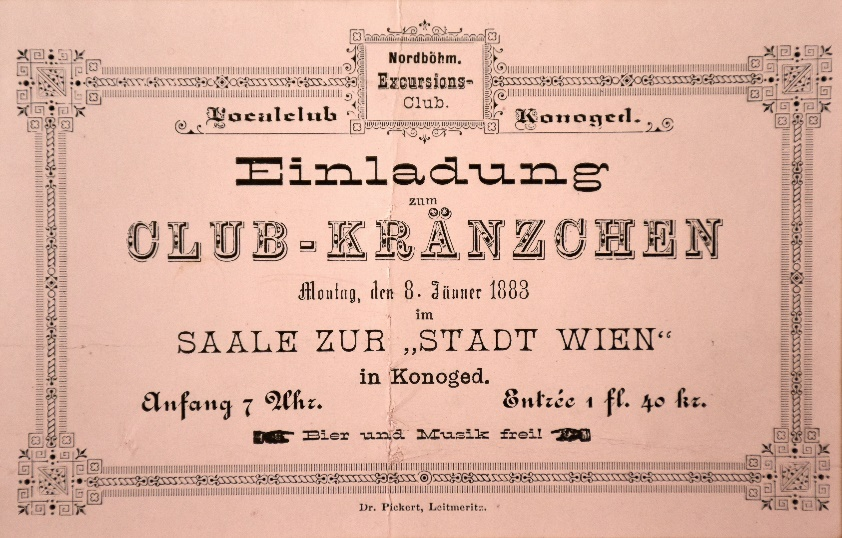 Nordböhm.
Excursions-
Club.
Localclub Konoged.
Einladung
zum
CLUB-KRÄNZCHEN
Montag, den 8. Jänner 1883
im
SAALE ZUR „STADT WIEN“
in Konoged.
Anfang 7 Uhr. Entrée 1 fl. 40 kr.
Bier und Musik frei!
Dr. Pickert, Leitmeritz.